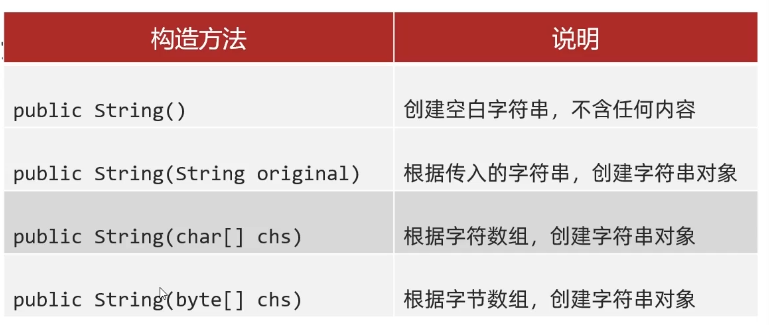 构造方法 说明
public String() 创建空白字符串，不含任何内容
public String(String original) 根据传入的字符串，创建字符串对象
public String(char[] chs) 根据字符数组，创建字符串对象
public String(byte[] chs) 根据字节数组，创建字符串对象